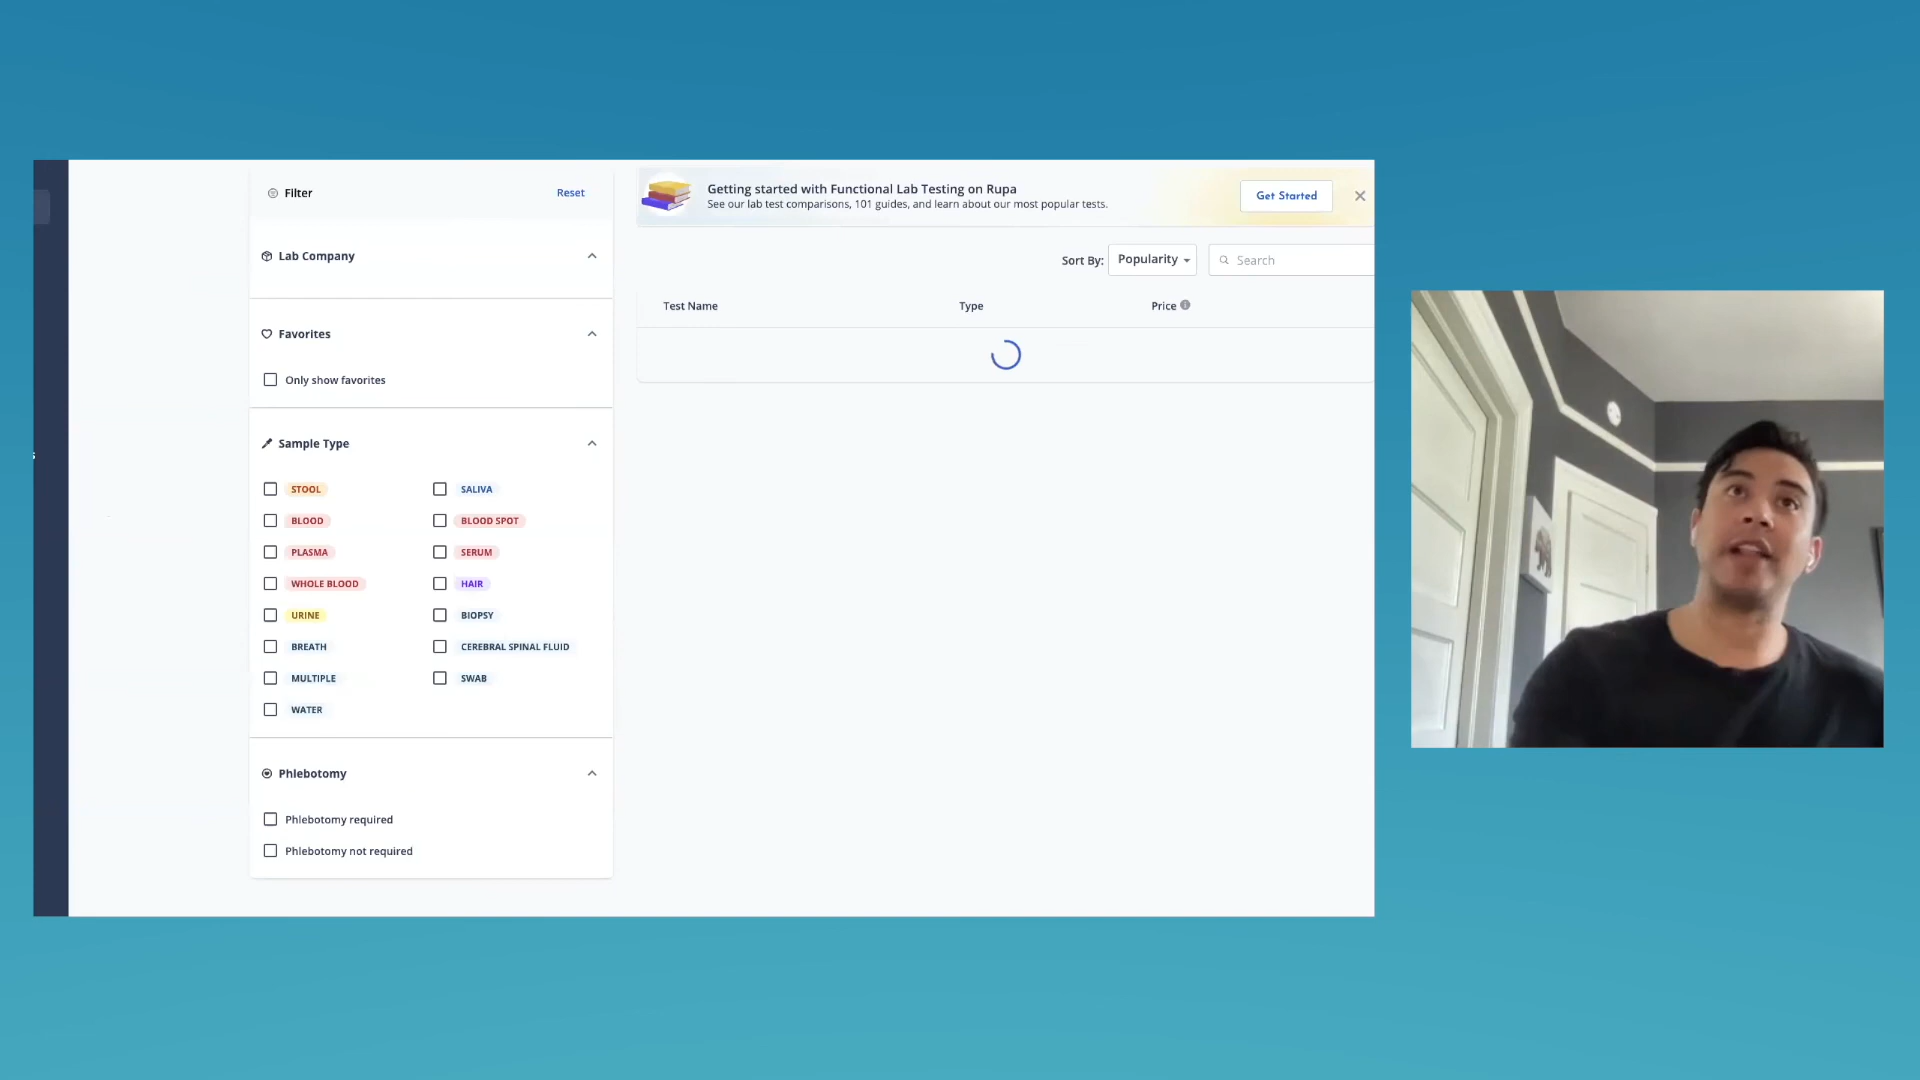 Filter
Reset
Lab Company
Favorites
Only show favorites
Sample Type
STOOL
SALIVA
BLOOD
BLOOD SPOT
PLASMA
SERUM
WHOLE BLOOD
HAIR
URINE
BIOPSY
BREATH
CEREBRAL SPINAL FLUID
MULTIPLE
SWAB
WATER
Phlebotomy
Phlebotomy required
Phlebotomy not required
Getting started with Functional Lab Testing on Rupa
See our lab test comparisons, 101 guides, and learn about our most popular tests.
Get Started
Sort By: Popularity
Search
Test Name Type Price